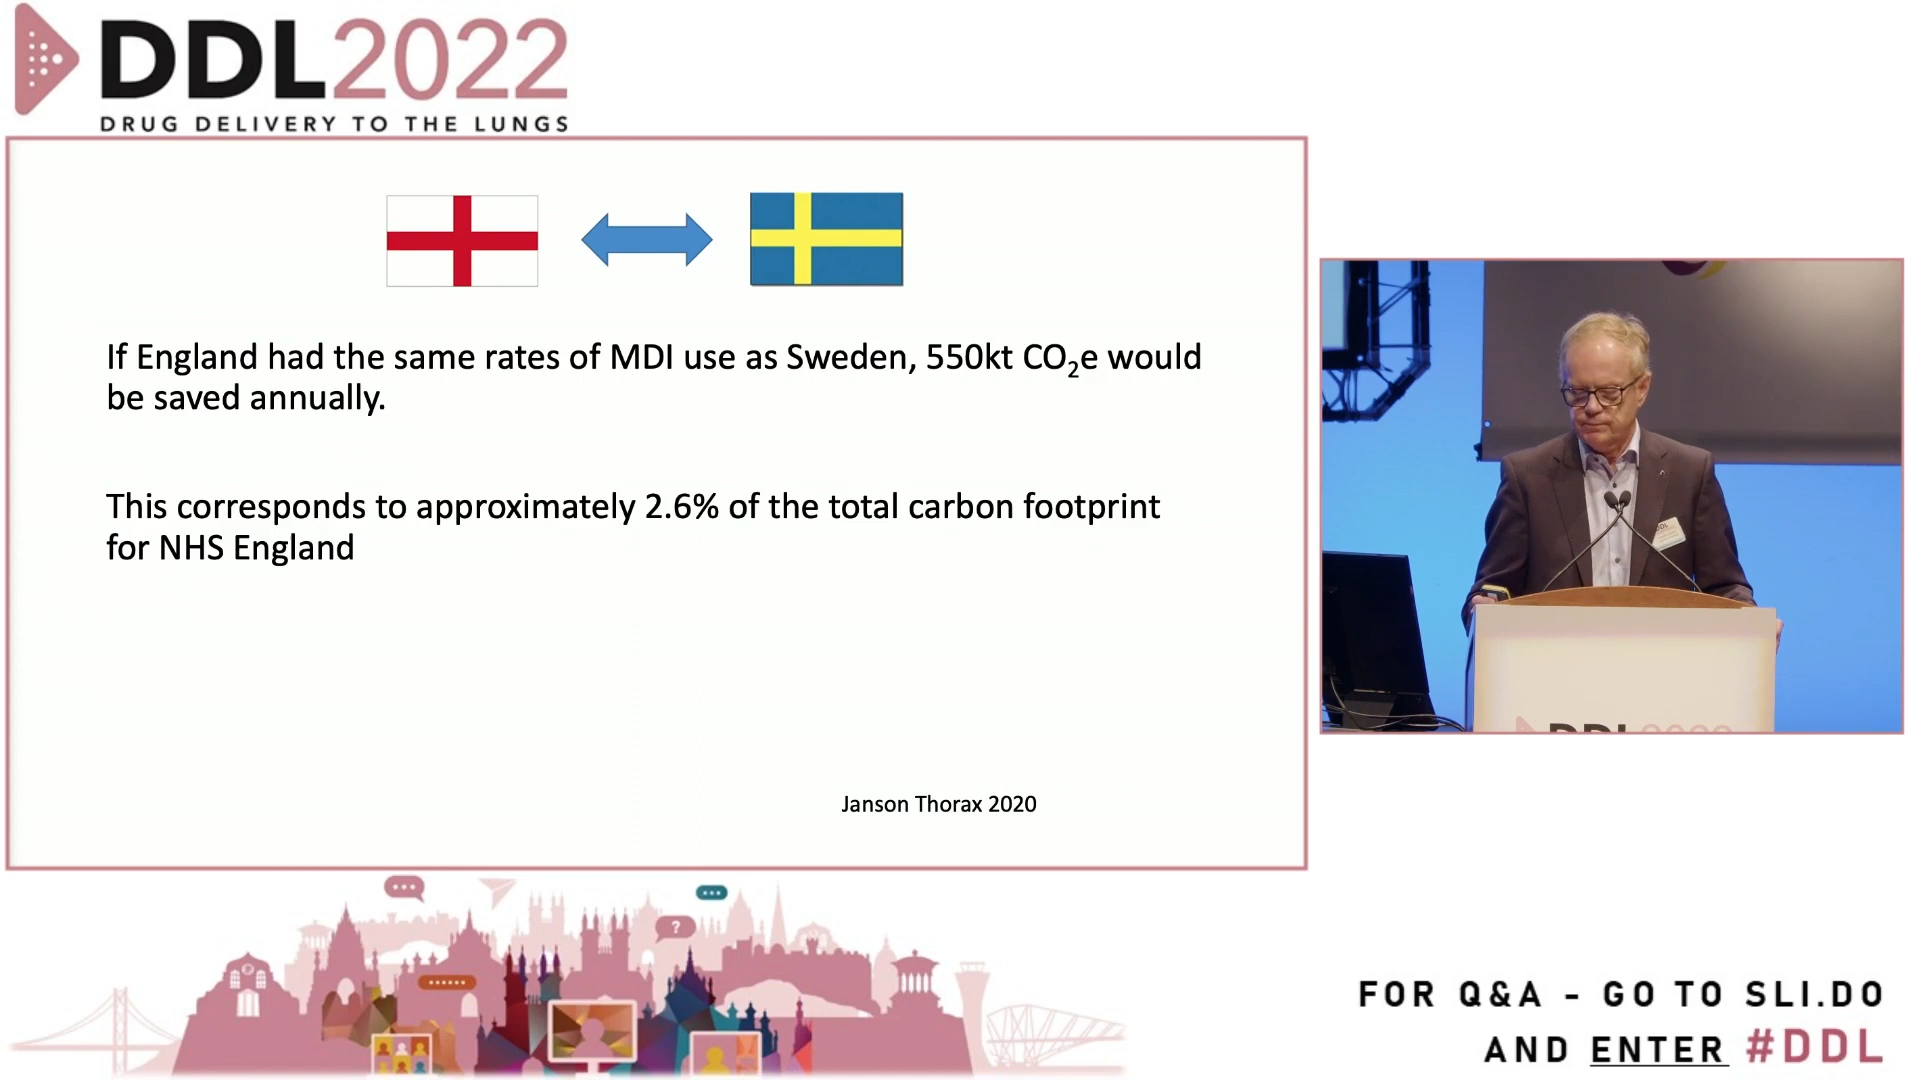 DDL2022
DRUG DELIVERY TO THE LUNGS
If England had the same rates of MDI use as Sweden, 550kt CO₂e would
be saved annually.
This corresponds to approximately 2.6% of the total carbon footprint
for NHS England
Janson Thorax 2020
DDL
DDL2022
?
FOR Q&A - GO TO SLI.DO
AND ENTER #DDL